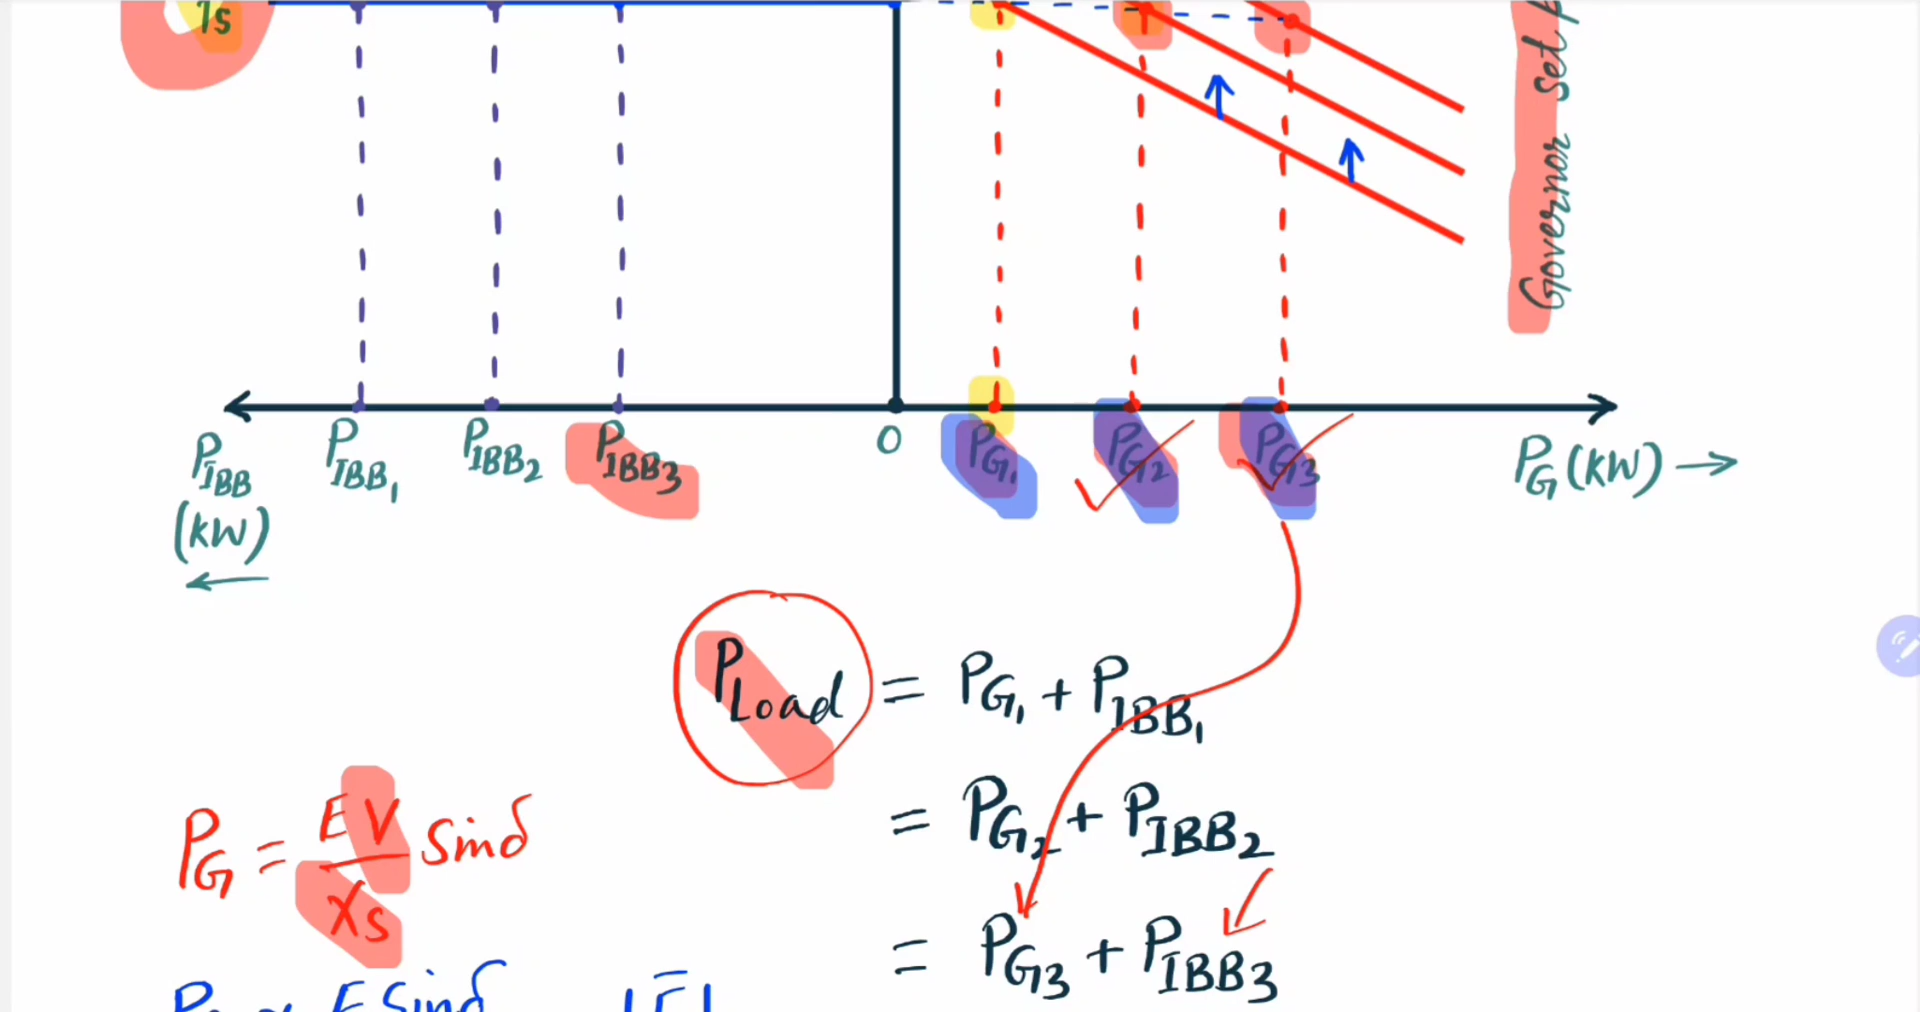 fs
Governor set
P_IBB (kW) ←
P_IBB₁
P_IBB₂
P_IBB₃
0
P_G₁
P_G₂
P_G₃
P_G (kW) →
P_Load = P_G₁ + P_IBB₁
= P_G₂ + P_IBB₂
= P_G₃ + P_IBB₃
P_G = EV/Xs Sinδ
E Sinδ
|E|